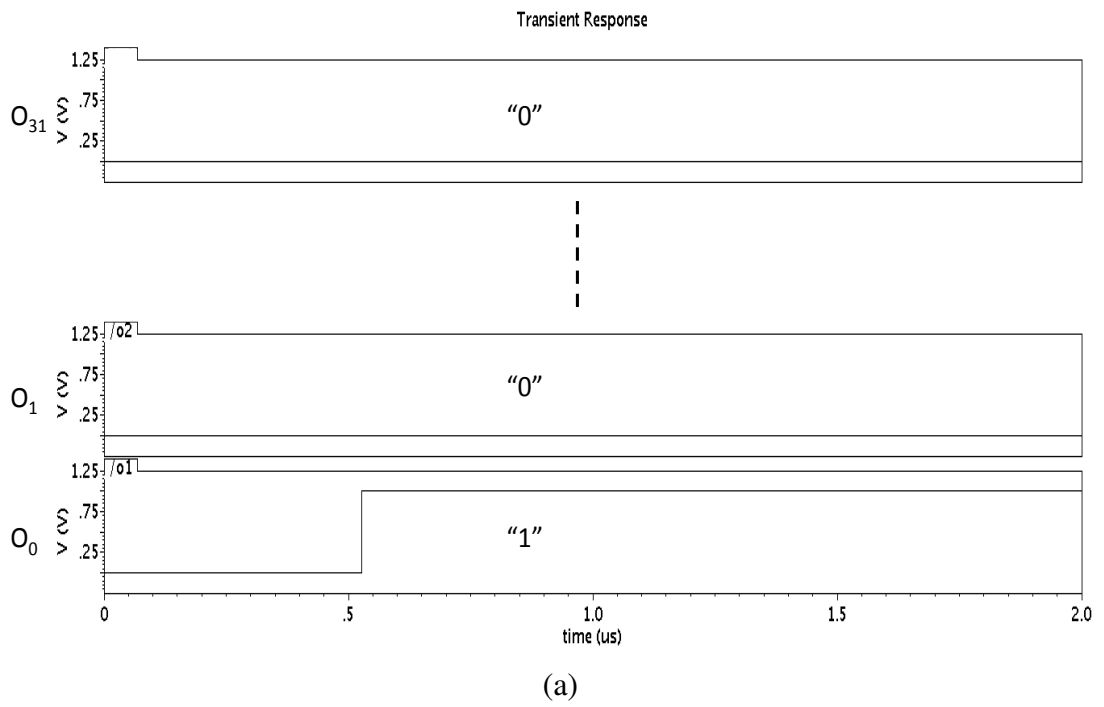 Transient Response
O31
V (V)
1.25
.75
.25
“0”
O1
V (V)
/o2
1.25
.75
.25
“0”
O0
V (V)
/o1
1.25
.75
.25
“1”
0 .5 1.0 1.5 2.0
time (us)
(a)